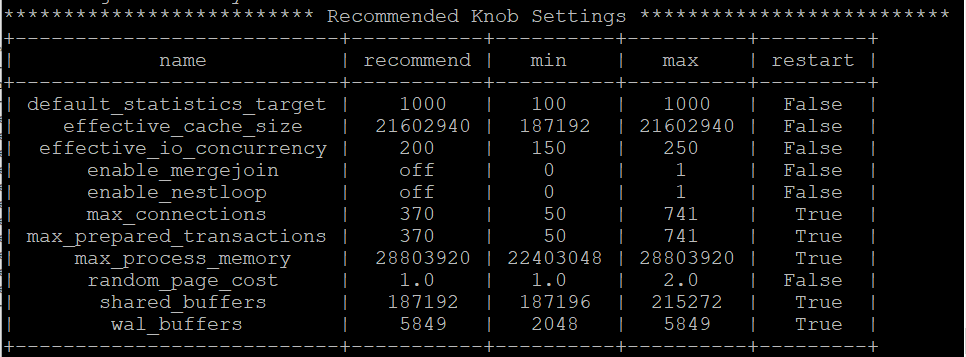 ************************** Recommended Knob Settings **************************
+---------------------------+-----------+----------+----------+---------+
| name | recommend | min | max | restart |
+---------------------------+-----------+----------+----------+---------+
| default_statistics_target | 1000 | 100 | 1000 | False |
| effective_cache_size | 21602940 | 187192 | 21602940 | False |
| effective_io_concurrency | 200 | 150 | 250 | False |
| enable_mergejoin | off | 0 | 1 | False |
| enable_nestloop | off | 0 | 1 | False |
| max_connections | 370 | 50 | 741 | True |
| max_prepared_transactions | 370 | 50 | 741 | True |
| max_process_memory | 28803920 | 22403048 | 28803920 | True |
| random_page_cost | 1.0 | 1.0 | 2.0 | False |
| shared_buffers | 187192 | 187196 | 215272 | True |
| wal_buffers | 5849 | 2048 | 5849 | True |
+---------------------------+-----------+----------+----------+---------+